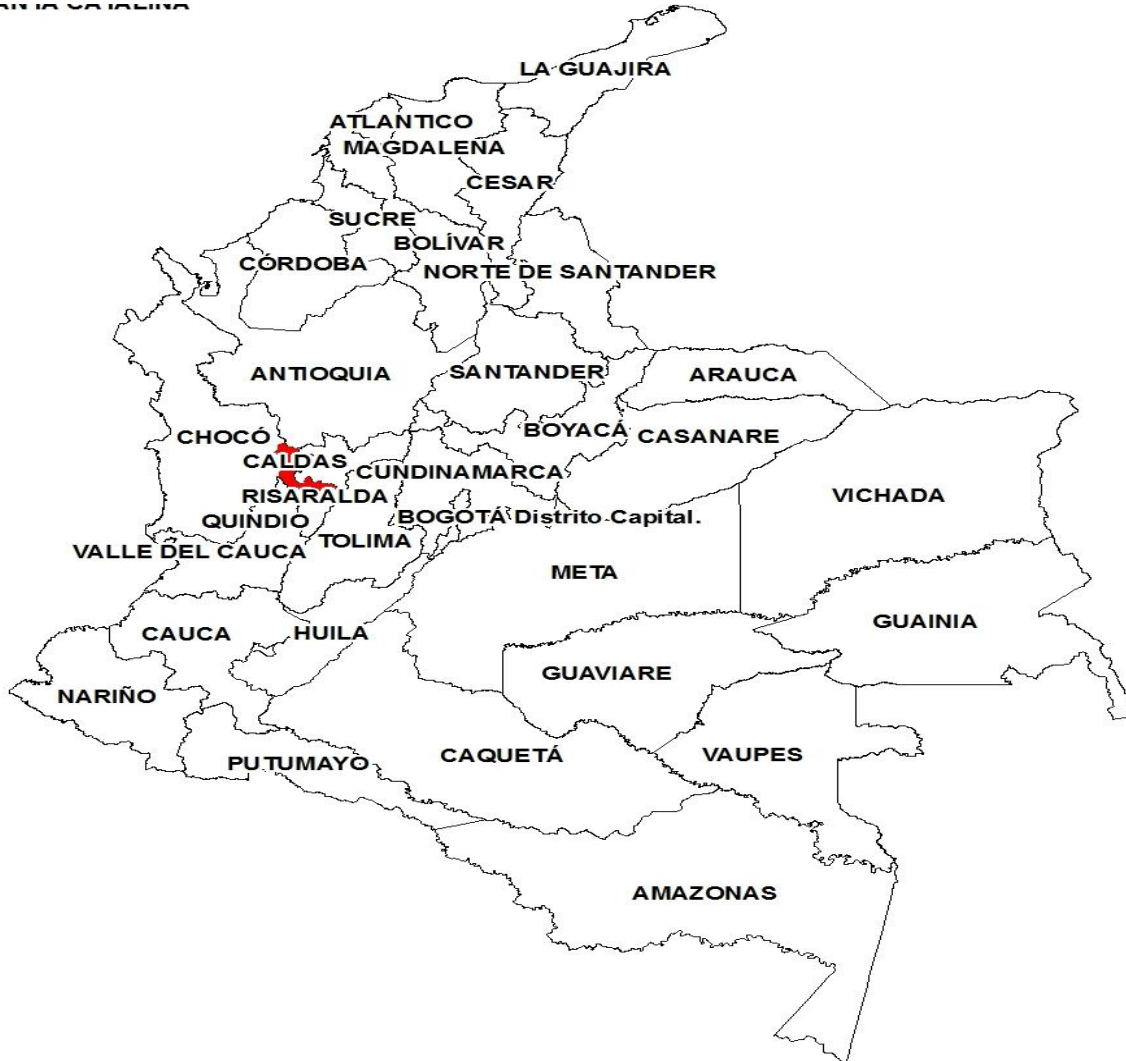 LA GUAJIRA
ATLANTICO
MAGDALENA
CESAR
SUCRE
BOLÍVAR
CÓRDOBA
NORTE DE SANTANDER
ANTIOQUIA
SANTANDER
ARAUCA
CHOCÓ
BOYACÁ
CASANARE
CALDAS
CUNDINAMARCA
RISARALDA
VICHADA
QUINDIO
BOGOTÁ Distrito Capital.
VALLE DEL CAUCA
TOLIMA
META
CAUCA
HUILA
GUAINIA
GUAVIARE
NARIÑO
PUTUMAYO
CAQUETÁ
VAUPES
AMAZONAS